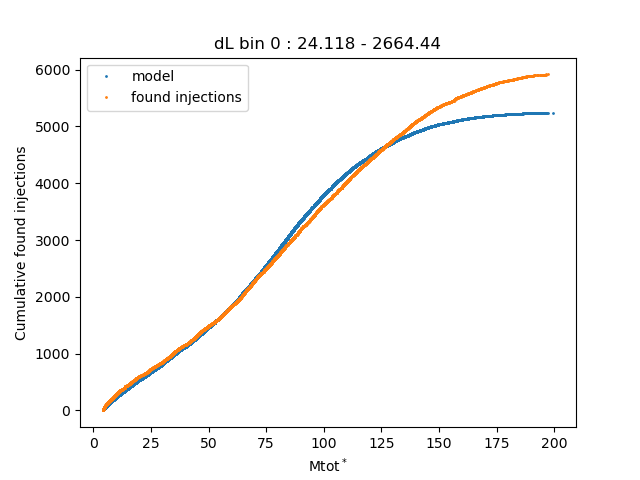 dL bin 0 : 24.118 - 2664.44
model
found injections
Cumulative found injections
6000
5000
4000
3000
2000
1000
0
0 25 50 75 100 125 150 175 200
Mtot*